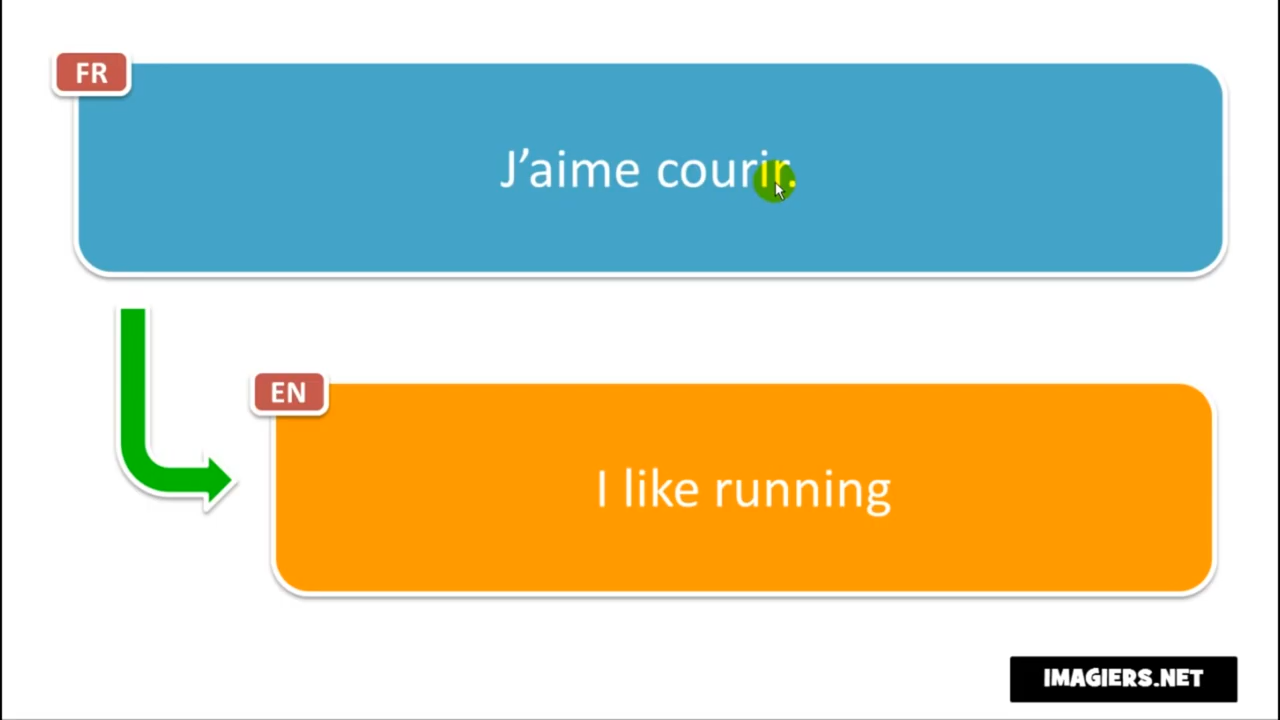 FR
J’aime courir.
EN
I like running
IMAGIERS.NET